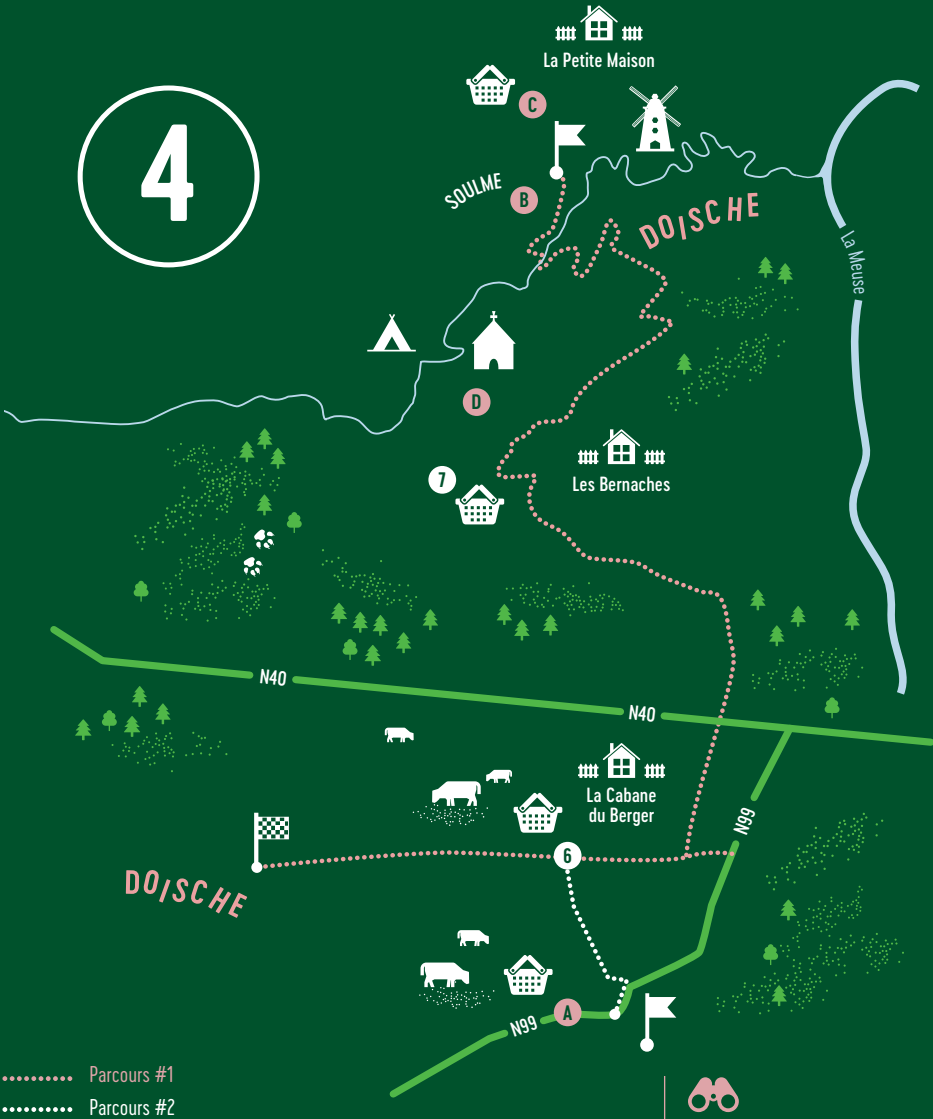 La Petite Maison
C
4
SOULME
B
DOISCHE
La Meuse
D
7
Les Bernaches
N40
N40
La Cabane
du Berger
N99
6
DOISCHE
A
N99
Parcours #1
Parcours #2